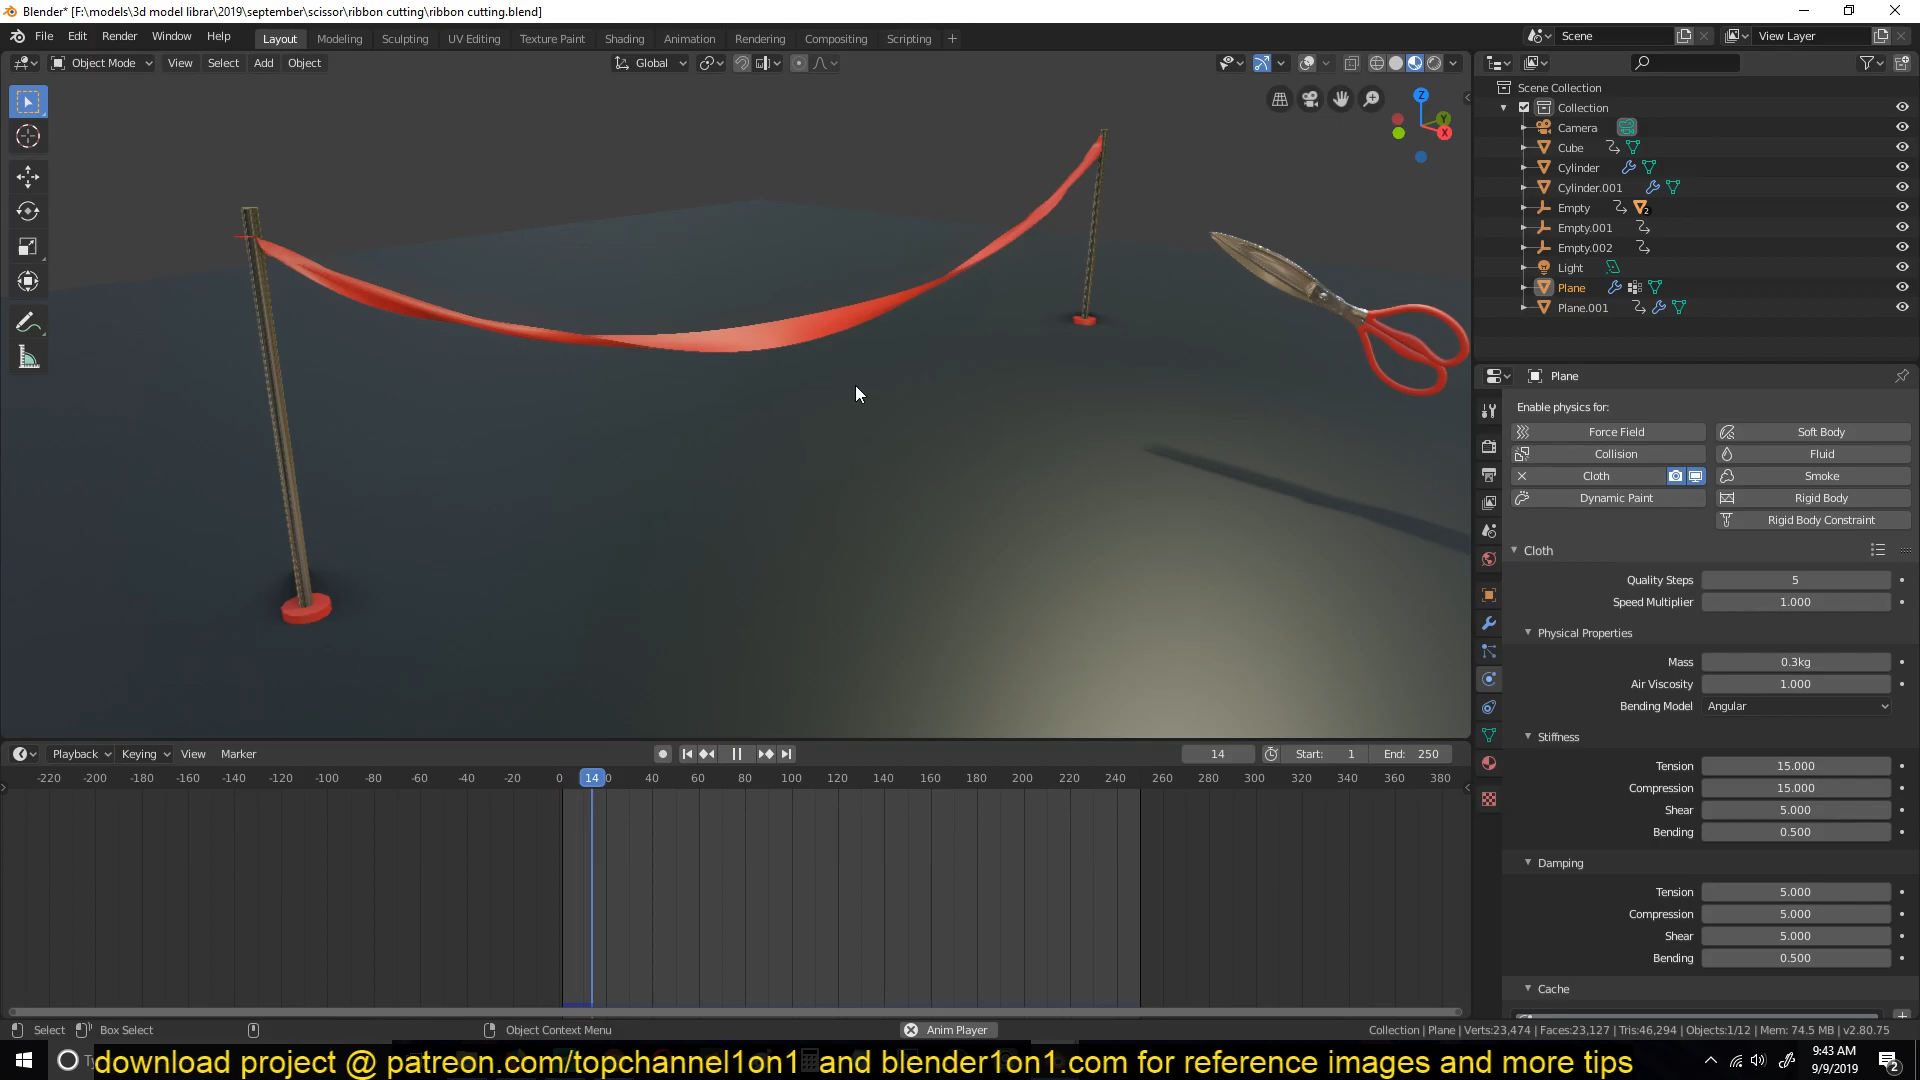 Blender* [F:\models\3d model librar\2019\september\scissor\ribbon cutting\ribbon cutting.blend]
File Edit Render Window Help Layout Modeling Sculpting UV Editing Texture Paint Shading Animation Rendering Compositing Scripting + Scene View Layer
Object Mode View Select Add Object Global
Z
Y
X
Scene Collection
Collection
Camera
Cube
Cylinder
Cylinder.001
Empty 2
Empty.001
Empty.002
Light
Plane
Plane.001
Plane
Enable physics for:
Force Field Soft Body
Collision Fluid
Cloth Smoke
Dynamic Paint Rigid Body
Rigid Body Constraint
Cloth
Quality Steps 5
Speed Multiplier 1.000
Physical Properties
Mass 0.3kg
Air Viscosity 1.000
Bending Model Angular
Stiffness
Tension 15.000
Compression 15.000
Shear 5.000
Bending 0.500
Damping
Tension 5.000
Compression 5.000
Shear 5.000
Bending 0.500
Cache
Playback Keying View Marker 14 Start: 1 End: 250
-220 -200 -180 -160 -140 -120 -100 -80 -60 -40 -20 0 14 40 60 80 100 120 140 160 180 200 220 240 260 280 300 320 340 360 380
Select Box Select Object Context Menu Anim Player Collection | Plane | Verts:23,474 | Faces:23,127 | Tris:46,294 | Objects:1/12 | Mem: 74.5 MB | v2.80.75
download project @ patreon.com/topchannel1on1 and blender1on1.com for reference images and more tips
9:43 AM
9/9/2019
2